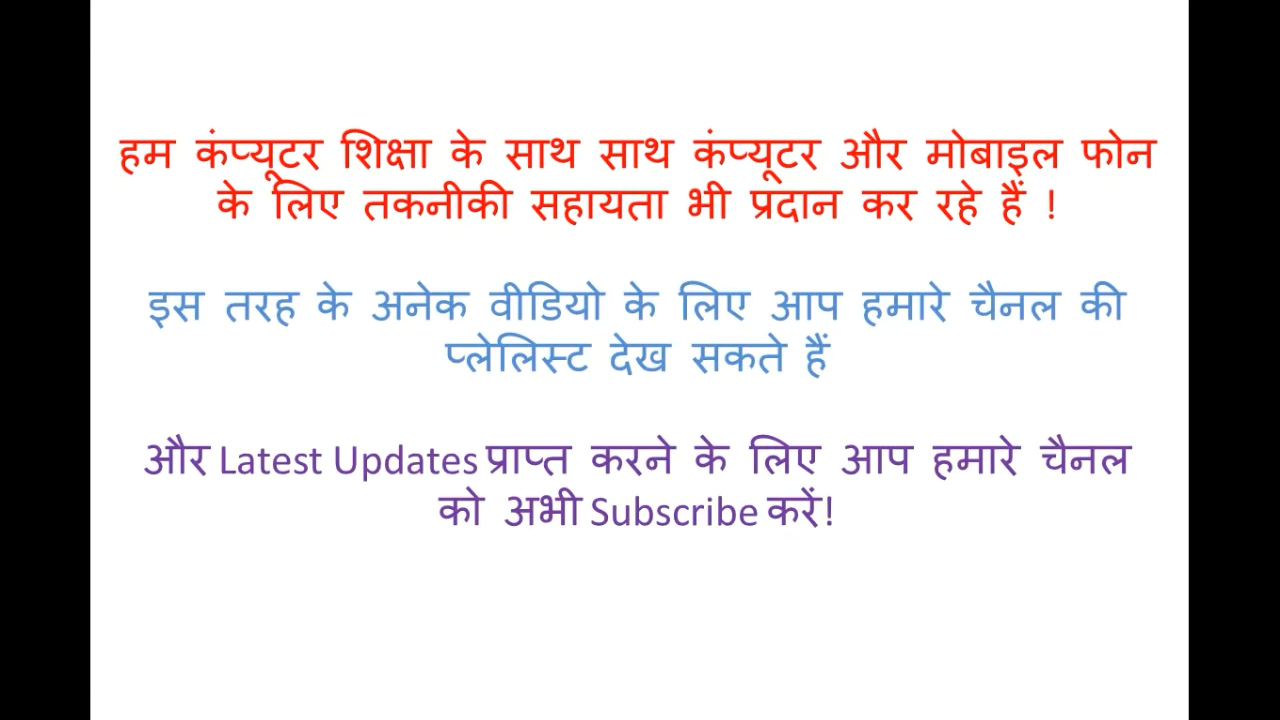 हम कंप्यूटर शिक्षा के साथ साथ कंप्यूटर और मोबाइल फोन
के लिए तकनीकी सहायता भी प्रदान कर रहे हैं !
इस तरह के अनेक वीडियो के लिए आप हमारे चैनल की
प्लेलिस्ट देख सकते हैं
और Latest Updates प्राप्त करने के लिए आप हमारे चैनल
को अभी Subscribe करें!